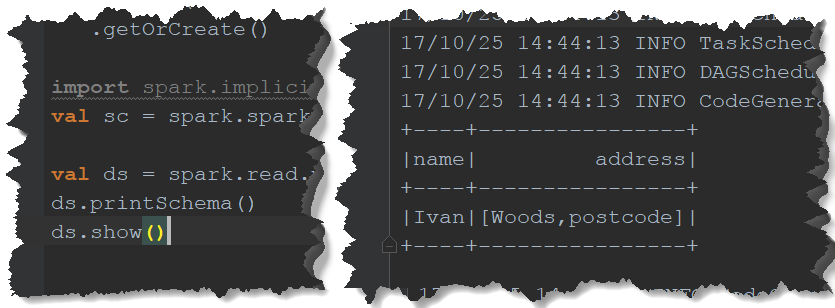 .getOrCreate()
import spark.implici
val sc = spark.spark
val ds = spark.read.
ds.printSchema()
ds.show()
17/10/25 14:44:13 INFO TaskSched
17/10/25 14:44:13 INFO DAGSchedu
17/10/25 14:44:13 INFO CodeGenera
+----+----------------+
|name|         address|
+----+----------------+
|Ivan|[Woods,postcode]|
+----+----------------+